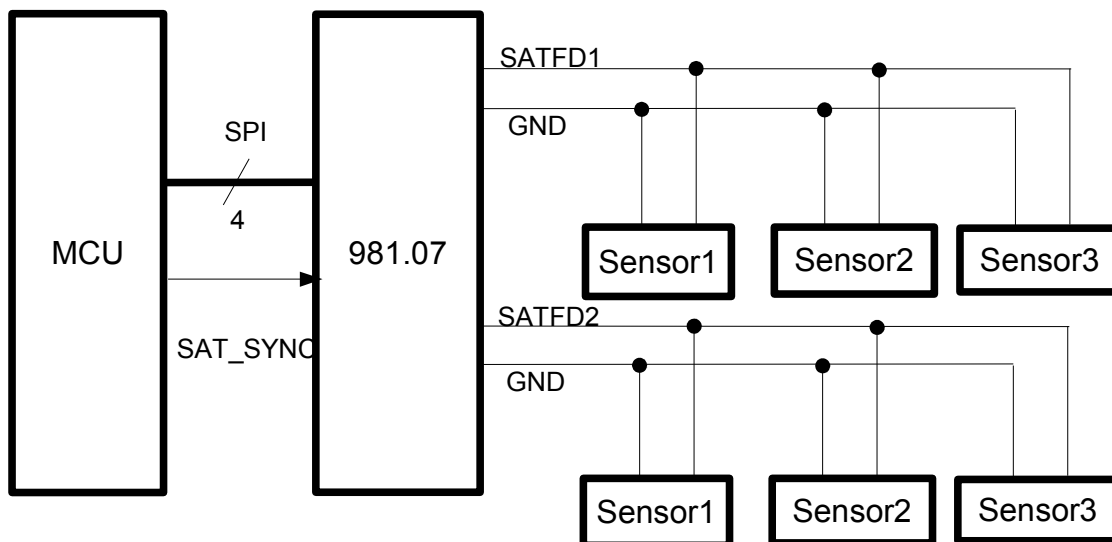 SATFD1
GND
SPI
4
MCU
981.07
SAT_SYNC
Sensor1
Sensor2
Sensor3
SATFD2
GND
Sensor1
Sensor2
Sensor3